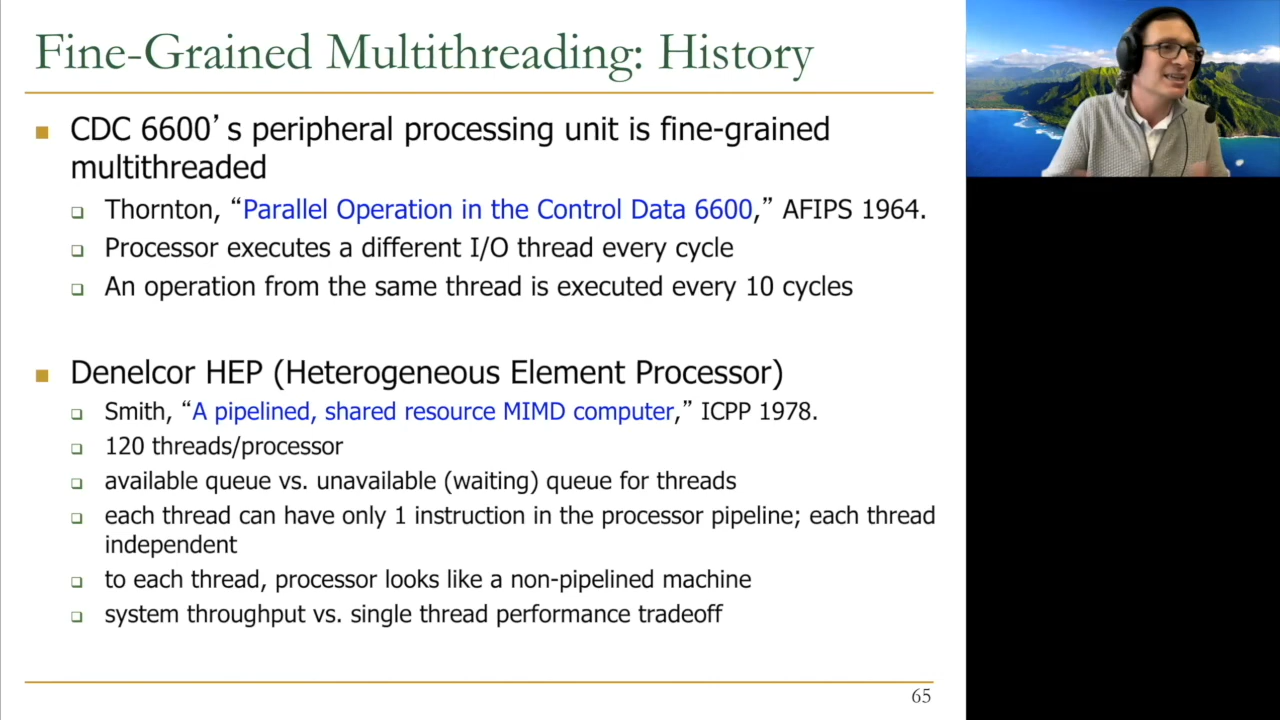 Fine-Grained Multithreading: History
CDC 6600’s peripheral processing unit is fine-grained
multithreaded
Thornton, “Parallel Operation in the Control Data 6600,” AFIPS 1964.
Processor executes a different I/O thread every cycle
An operation from the same thread is executed every 10 cycles
Denelcor HEP (Heterogeneous Element Processor)
Smith, “A pipelined, shared resource MIMD computer,” ICPP 1978.
120 threads/processor
available queue vs. unavailable (waiting) queue for threads
each thread can have only 1 instruction in the processor pipeline; each thread
independent
to each thread, processor looks like a non-pipelined machine
system throughput vs. single thread performance tradeoff
65